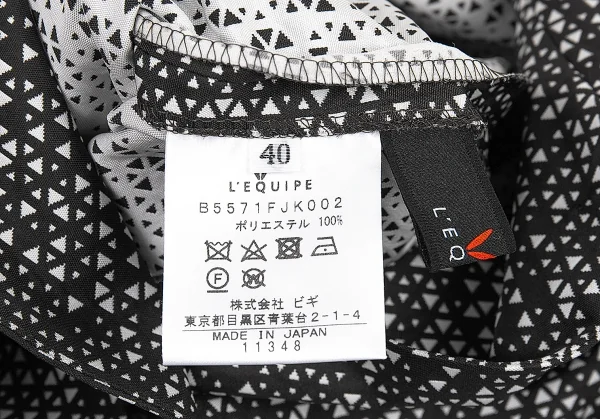 40
L'EQUIPE
B5571FJK002
ポリエステル 100%
F W
株式会社 ビギ
東京都目黒区青葉台2-1-4
MADE IN JAPAN
11348
L'EQ